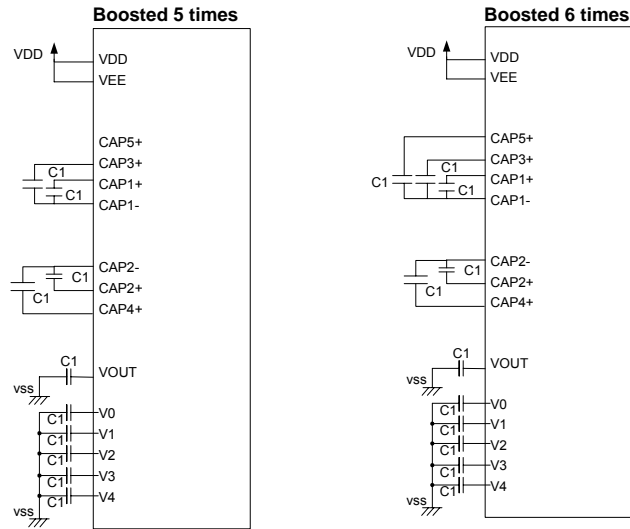 Boosted 5 times
VDD
VDD
VEE
CAP5+
CAP3+
C1
CAP1+
C1
CAP1-
CAP2-
C1
CAP2+
C1
CAP4+
C1
VOUT
vss
V0
C1
V1
C1
V2
C1
V3
C1
V4
C1
vss
Boosted 6 times
VDD
VDD
VEE
CAP5+
CAP3+
C1
CAP1+
C1
C1
CAP1-
CAP2-
C1
CAP2+
C1
CAP4+
C1
VOUT
vss
V0
C1
V1
C1
V2
C1
V3
C1
V4
C1
vss